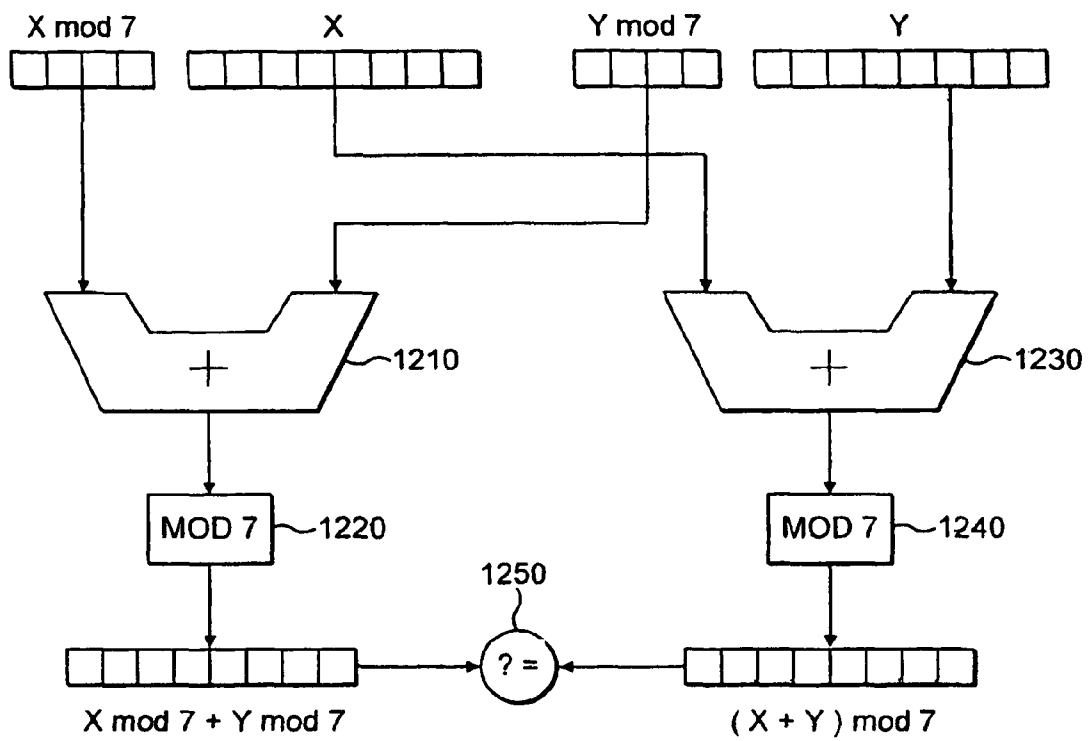 X mod 7
X
Y mod 7
Y
+
1210
+
1230
MOD 7
1220
MOD 7
1240
1250
? =
X mod 7 + Y mod 7
( X + Y ) mod 7